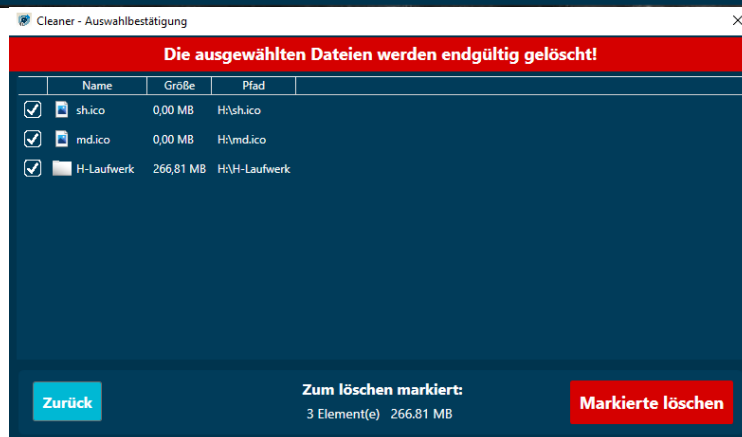 Cleaner - Auswahlbestätigung
Die ausgewählten Dateien werden endgültig gelöscht!
Name Größe Pfad
sh.ico 0,00 MB H:\sh.ico
md.ico 0,00 MB H:\md.ico
H-Laufwerk 266,81 MB H:\H-Laufwerk
Zurück
Zum löschen markiert:
3 Element(e) 266.81 MB
Markierte löschen